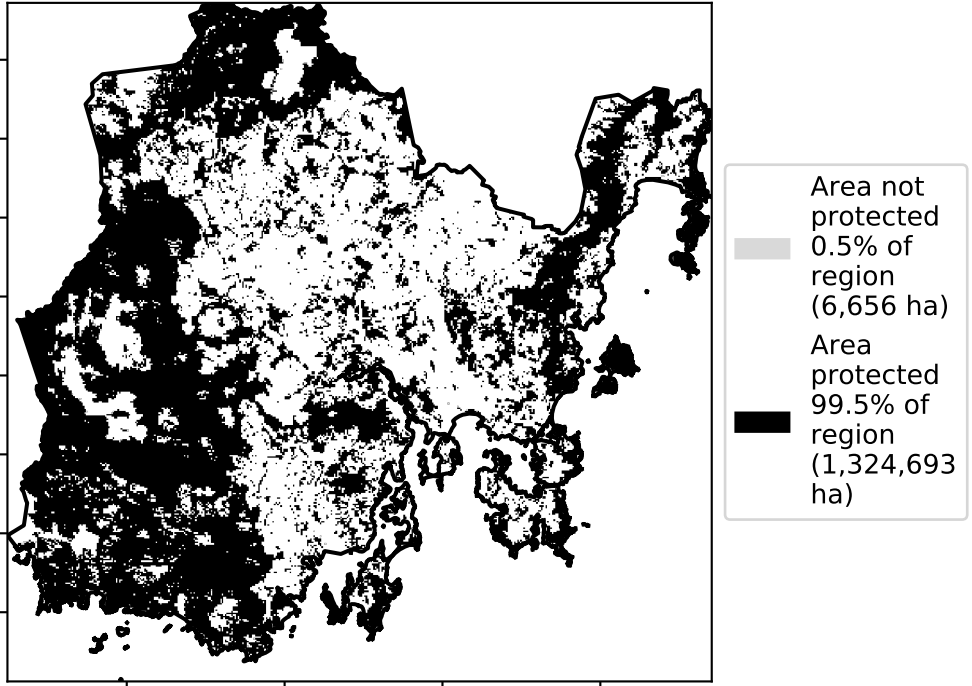 Area not
protected
0.5% of
region
(6,656 ha)
Area
protected
99.5% of
region
(1,324,693
ha)